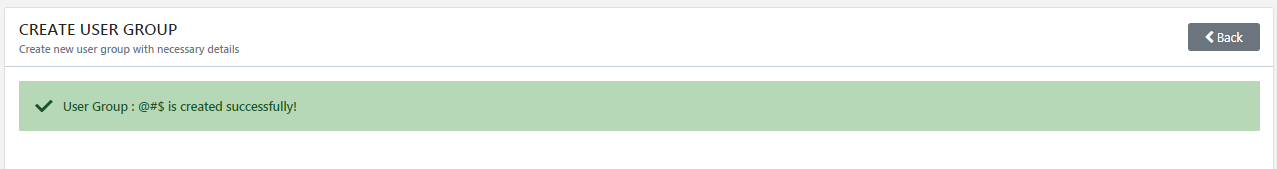 CREATE USER GROUP
Create new user group with necessary details
Back
User Group : @#$ is created successfully!